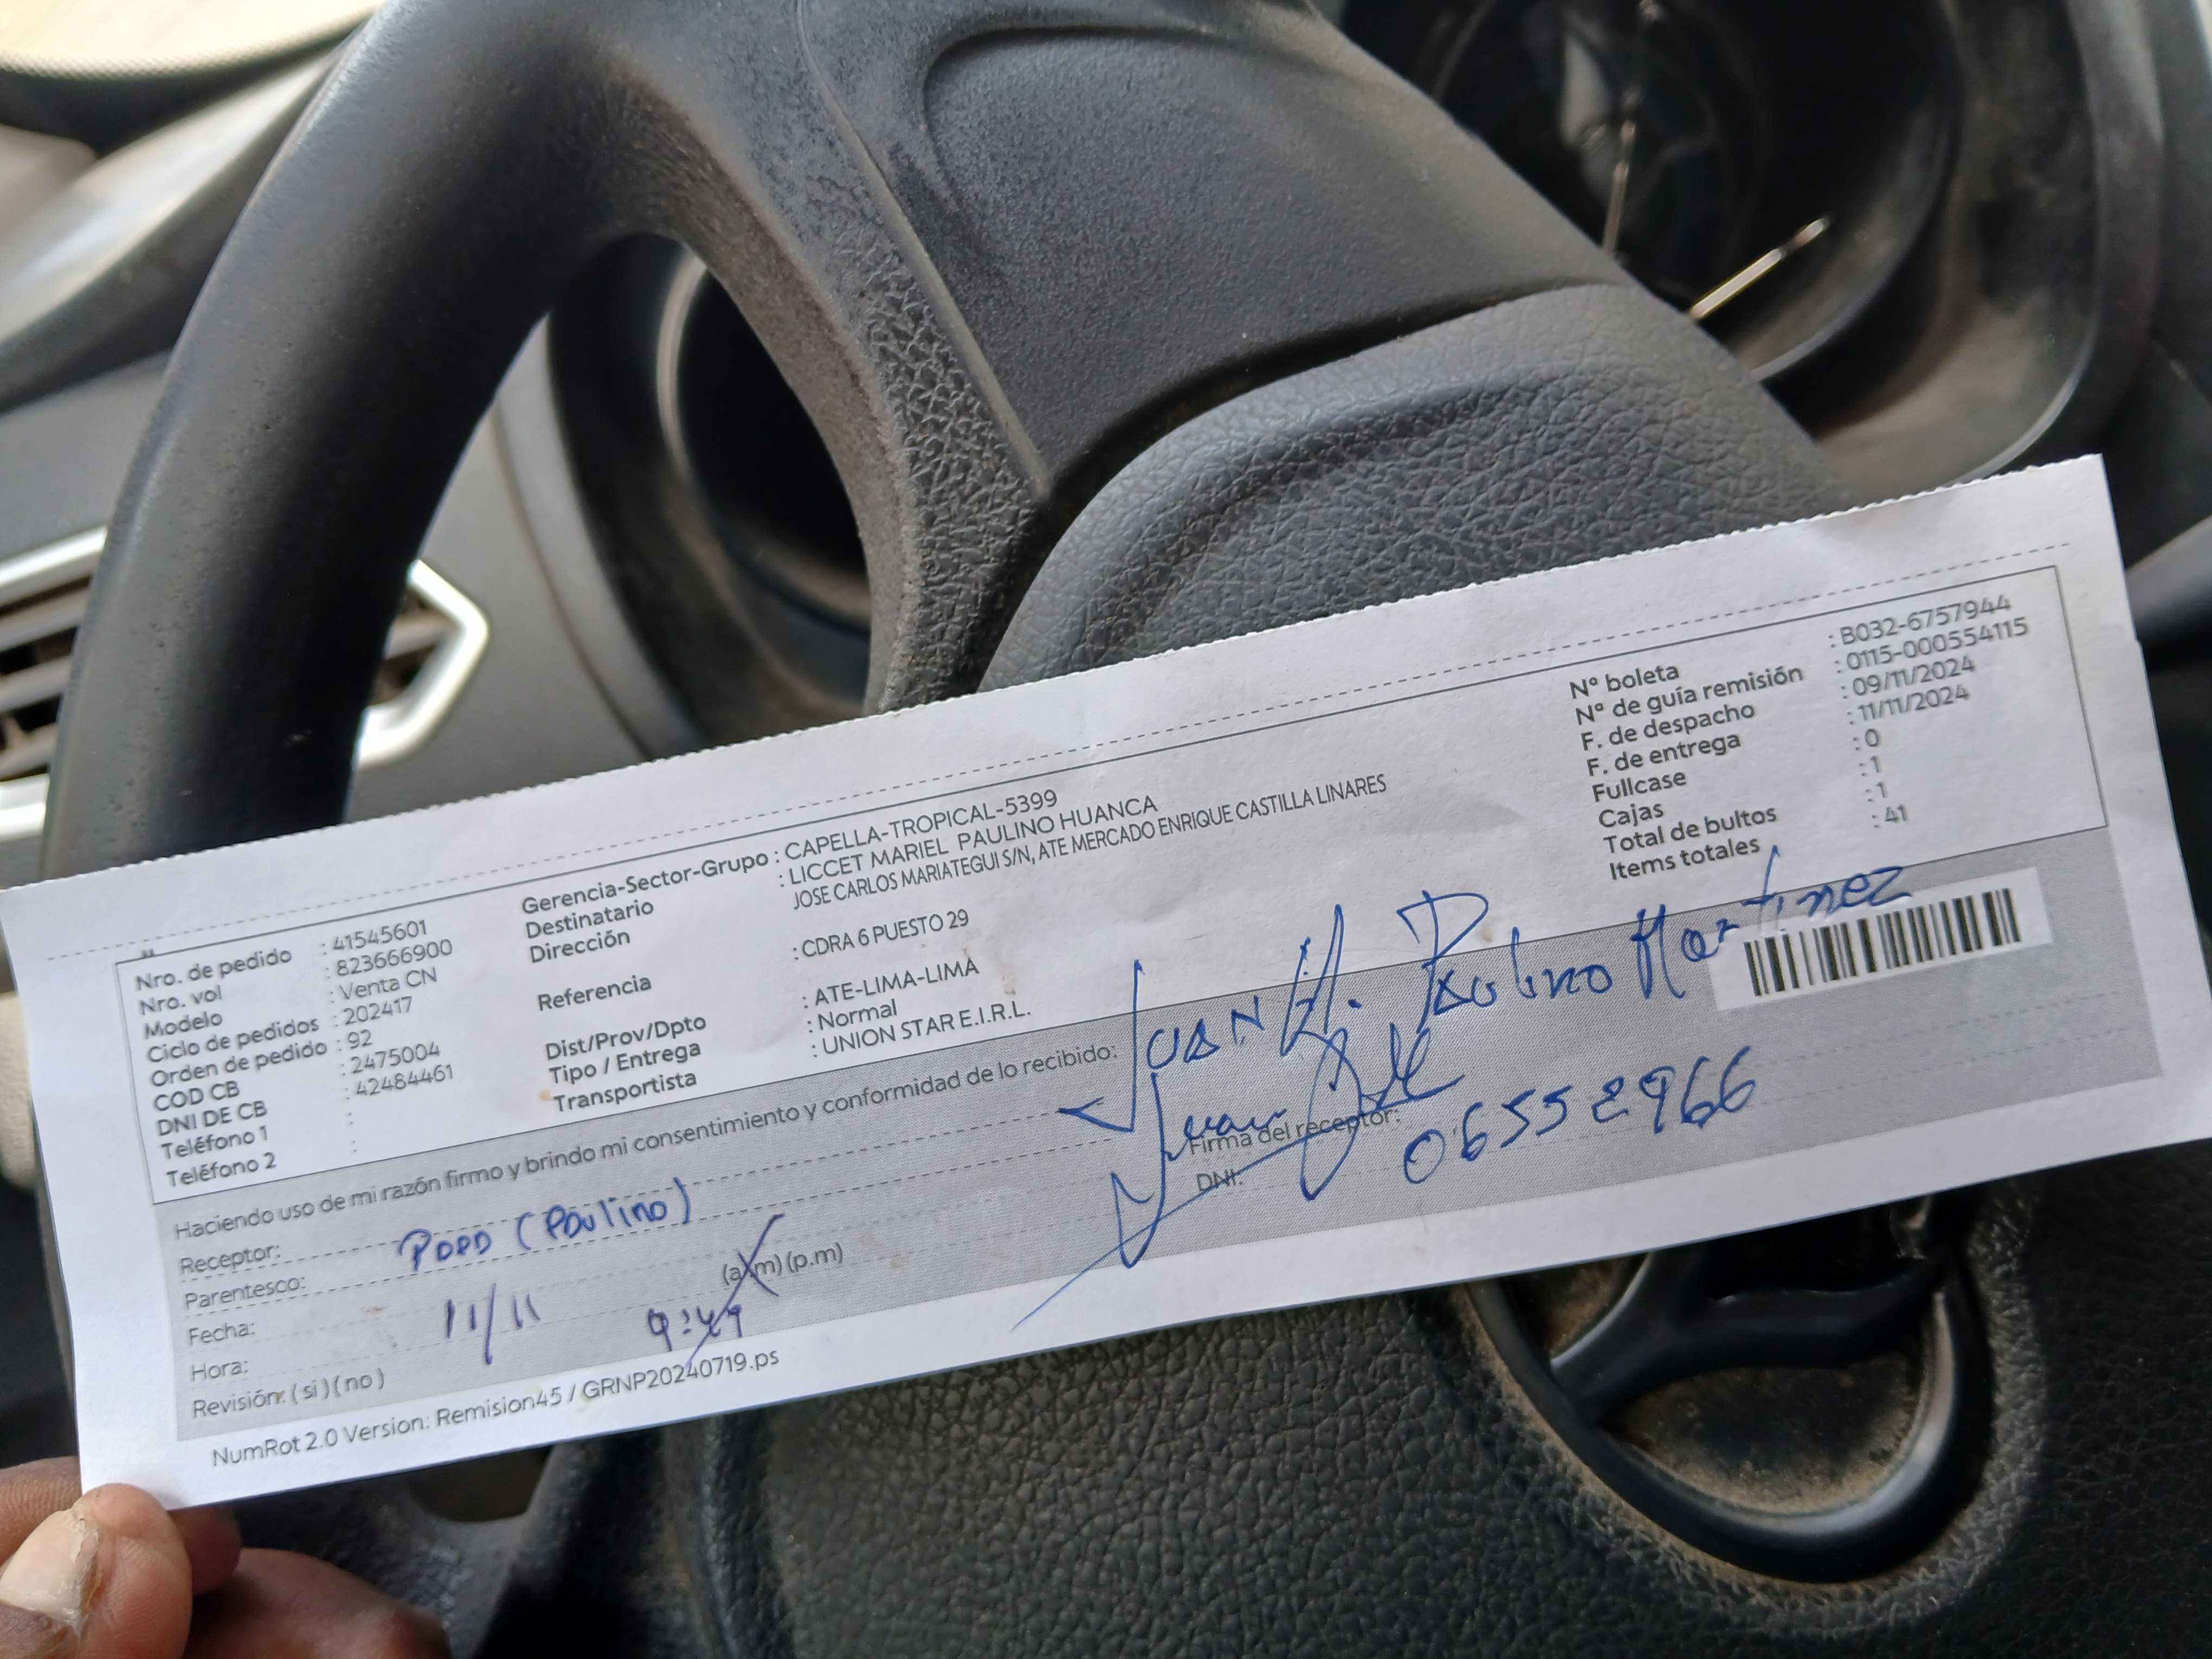 Nro. de pedido : 41545601
Nro. vol : 823666900
Modelo : Venta CN
Ciclo de pedidos : 202417
Orden de pedido : 92
COD CB : 2475004
DNI DE CB : 42484461
Teléfono 1 :
Teléfono 2 :
Gerencia-Sector-Grupo : CAPELLA-TROPICAL-5399
Destinatario : LICCET MARIEL PAULINO HUANCA
Dirección JOSE CARLOS MARIATEGUI S/N, ATE MERCADO ENRIQUE CASTILLA LINARES
Referencia : CDRA 6 PUESTO 29
Dist/Prov/Dpto : ATE-LIMA-LIMA
Tipo / Entrega : Normal
Transportista : UNION STAR E.I.R.L.
N° boleta : B032-6757944
N° de guía remisión : 0115-000554115
F. de despacho : 09/11/2024
F. de entrega : 11/11/2024
Fullcase : 0
Cajas : 1
Total de bultos : 1
Items totales : 41
Haciendo uso de mi razón firmo y brindo mi consentimiento y conformidad de lo recibido:
Juan A. Paulino Martinez
Receptor:
Parentesco: PDPD (Paulino)
Fecha: 11/11
Hora: 9:49 (a.m) (p.m)
Revisión: ( si ) ( no )
Juan
Firma del receptor:
DNI: 06552966
NumRot 2.0 Version: Remision45 / GRNP20240719.ps